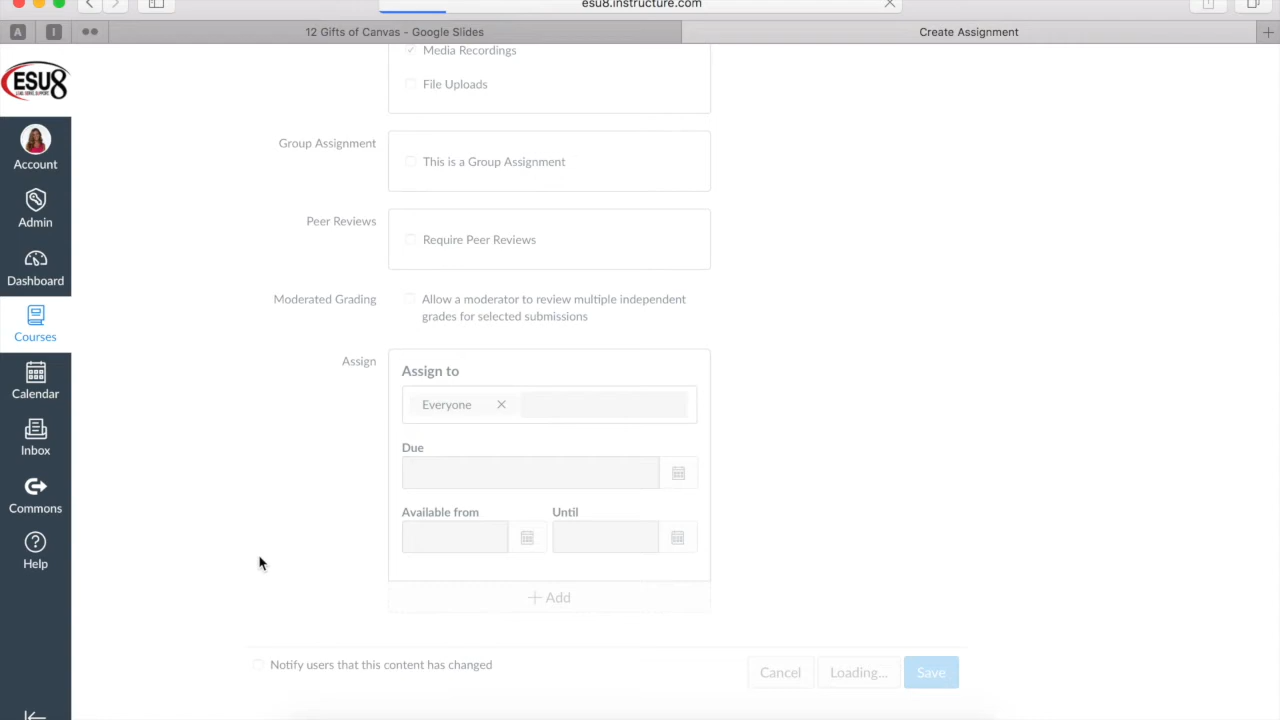 esu8.instructure.com
A
I
12 Gifts of Canvas - Google Slides
Create Assignment
ESU8
Account
Admin
Dashboard
Courses
Calendar
Inbox
Commons
Help
Media Recordings
File Uploads
Group Assignment
This is a Group Assignment
Peer Reviews
Require Peer Reviews
Moderated Grading
Allow a moderator to review multiple independent
grades for selected submissions
Assign
Assign to
Everyone
Due
Available from
Until
Add
Notify users that this content has changed
Cancel
Loading...
Save